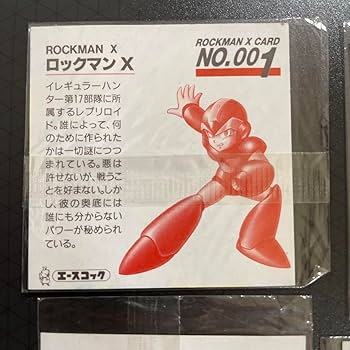 ROCKMAN X
ロックマン X
イレギュラーハン
ター第17部隊に所
属するレプリロイ
ド。誰によって、何
のために作られた
かは一切謎につつ
まれている。悪は
許せないが、戦うこ
とを好まない。しか
し、彼の奥底には
誰にも分からない
パワーが秘められ
ている。
エースコック
ROCKMAN X CARD
NO.001